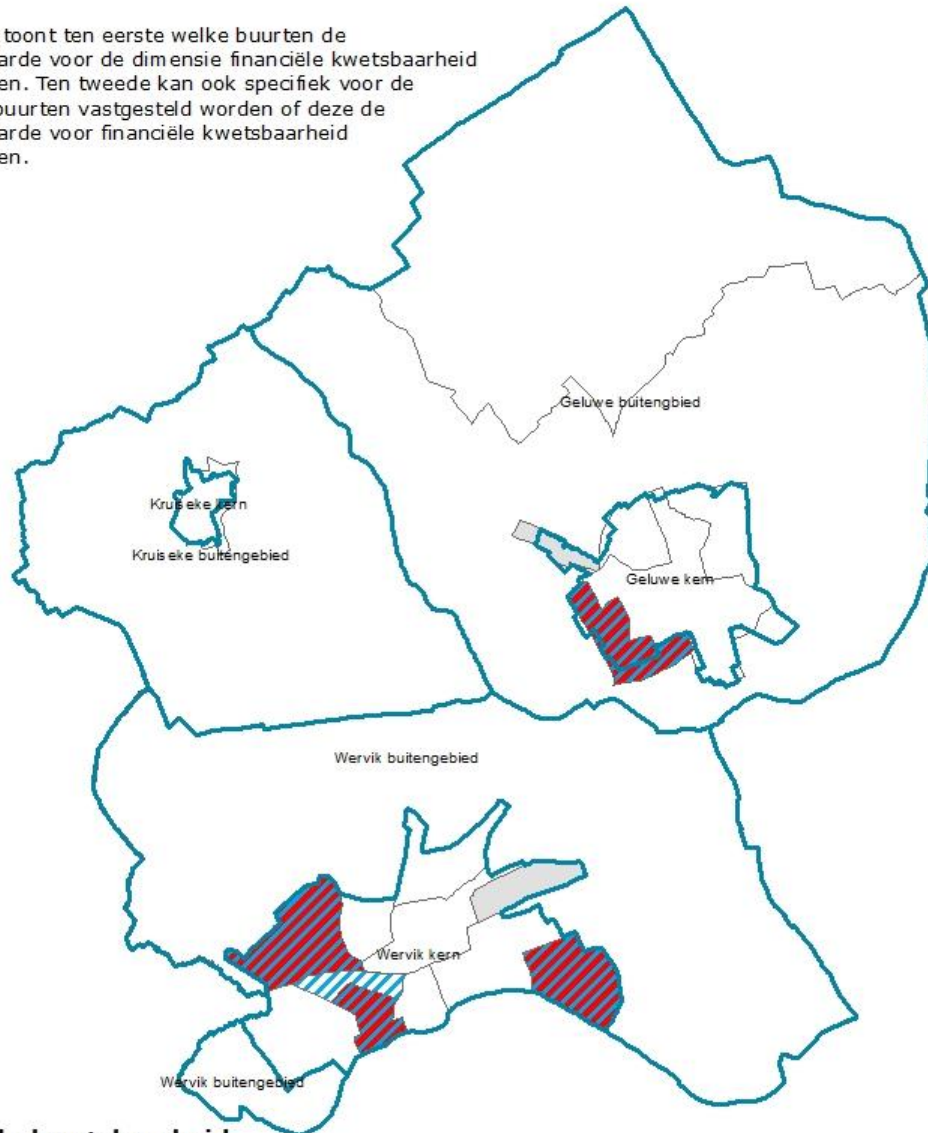 toont ten eerste welke buurten de
arde voor de dimensie financiële kwetsbaarheid
en. Ten tweede kan ook specifiek voor de
buurten vastgesteld worden of deze de
arde voor financiële kwetsbaarheid
en.
Geluwe buitengbied
Kruiseke kern
Kruiseke buitengebied
Geluwe kern
Wervik buitengebied
Wervik kern
Wervik buitengebied